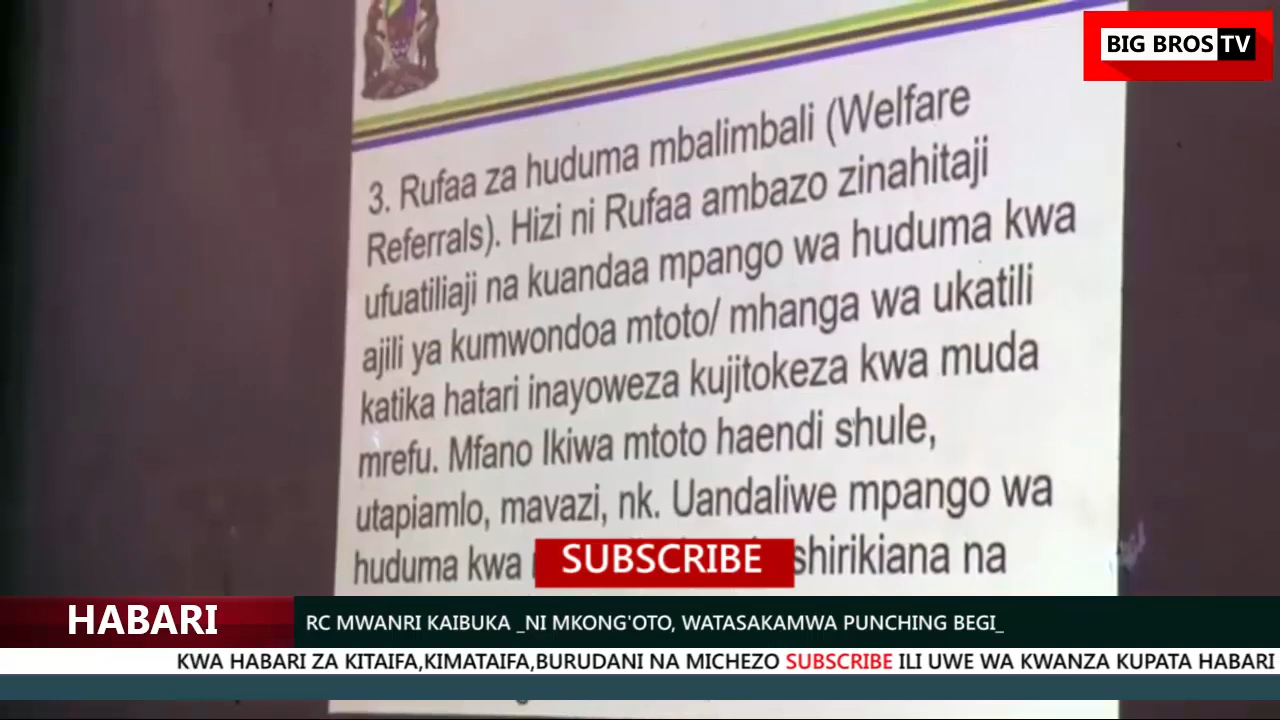 BIG BROS TV
3. Rufaa za huduma mbalimbali (Welfare
Referrals). Hizi ni Rufaa ambazo zinahitaji
ufuatiliaji na kuandaa mpango wa huduma kwa
ajili ya kumwondoa mtoto/ mhanga wa ukatili
katika hatari inayoweza kujitokeza kwa muda
mrefu. Mfano Ikiwa mtoto haendi shule,
utapiamlo, mavazi, nk. Uandaliwe mpango wa
huduma kwa shirikiana na
SUBSCRIBE
HABARI
RC MWANRI KAIBUKA _NI MKONG'OTO, WATASAKAMWA PUNCHING BEGI_
KWA HABARI ZA KITAIFA,KIMATAIFA,BURUDANI NA MICHEZO SUBSCRIBE ILI UWE WA KWANZA KUPATA HABARI